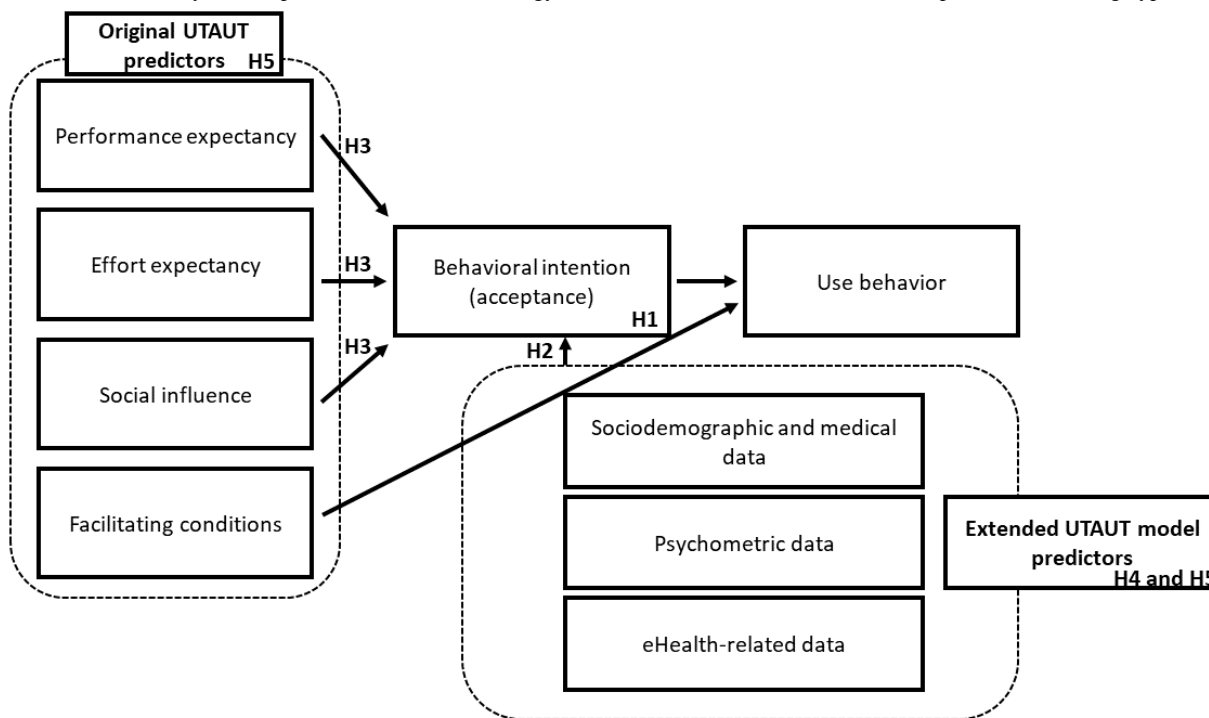 Original UTAUT
predictors H5
Performance expectancy
H3
Effort expectancy
H3
Behavioral intention
(acceptance)
H1
Use behavior
H3
H2
Social influence
Sociodemographic and medical
data
Facilitating conditions
Psychometric data
Extended UTAUT model
predictors
H4 and H5
eHealth-related data